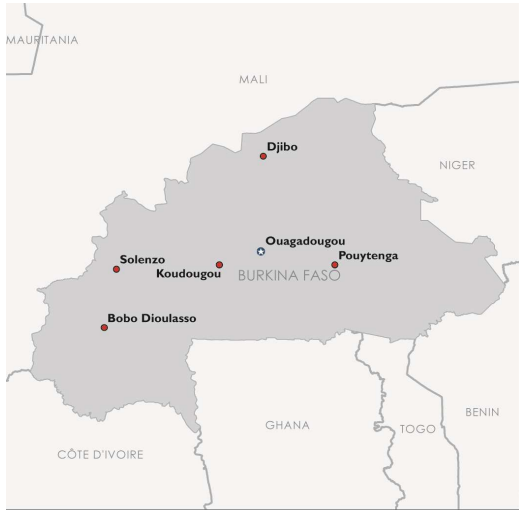 MAURITANIA
MALI
Djibo
NIGER
Ouagadougou
Solenzo
Pouytenga
Koudougou
BURKINA FASO
Bobo Dioulasso
BENIN
GHANA
TOGO
CÔTE D'IVOIRE